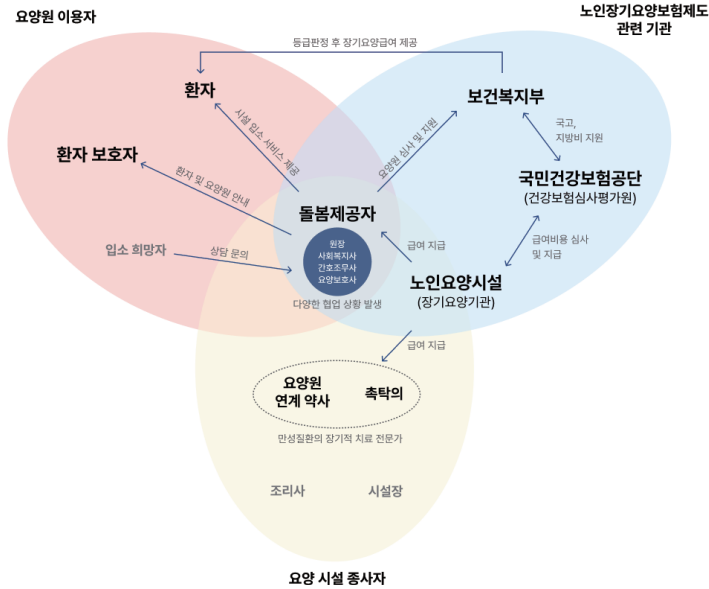 요양원 이용자
노인장기요양보험제도
관련 기관
등급판정 후 장기요양급여 제공
환자
보건복지부
시설 입소 서비스 제공
요양원 심사 및 지원
국고,
지방비 지원
환자 보호자
환자 및 요양원 안내
국민건강보험공단
(건강보험심사평가원)
돌봄제공자
입소 희망자
상담 문의
원장
사회복지사
간호조무사
요양보호사
급여 지급
급여비용 심사
및 지급
노인요양시설
(장기요양기관)
다양한 협업 상황 발생
급여 지급
요양원
연계 약사
촉탁의
만성질환의 장기적 치료 전문가
조리사
시설장
요양 시설 종사자